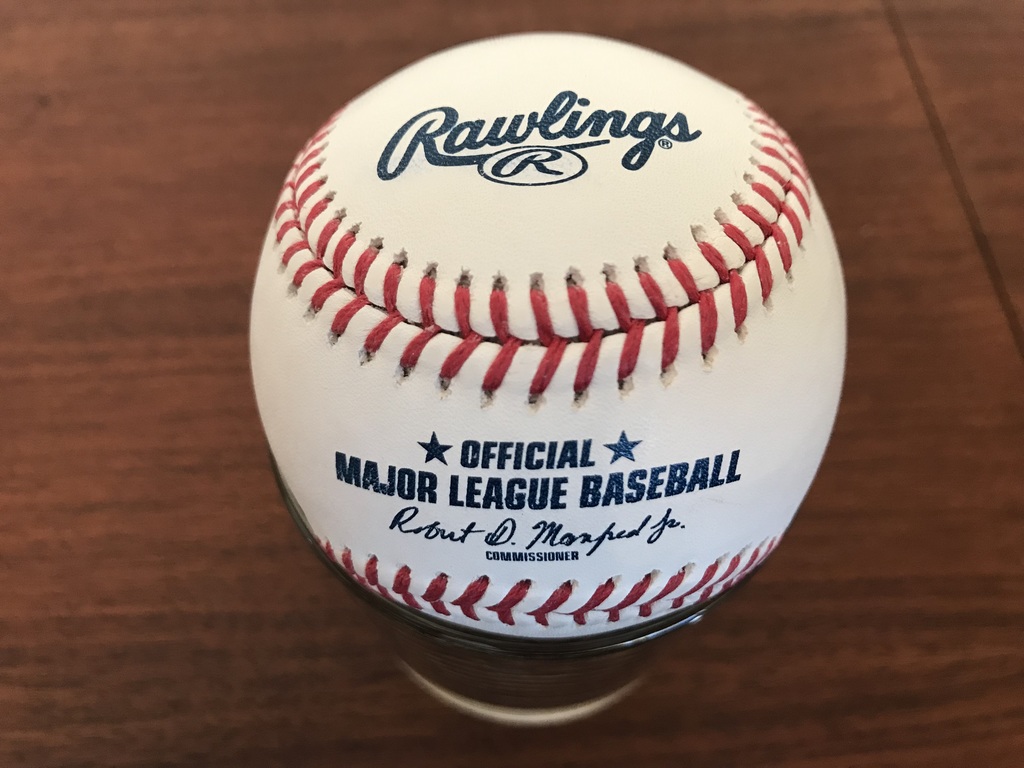 Rawlings®
R
OFFICIAL
MAJOR LEAGUE BASEBALL
Robert D. Manfred Jr.
COMMISSIONER